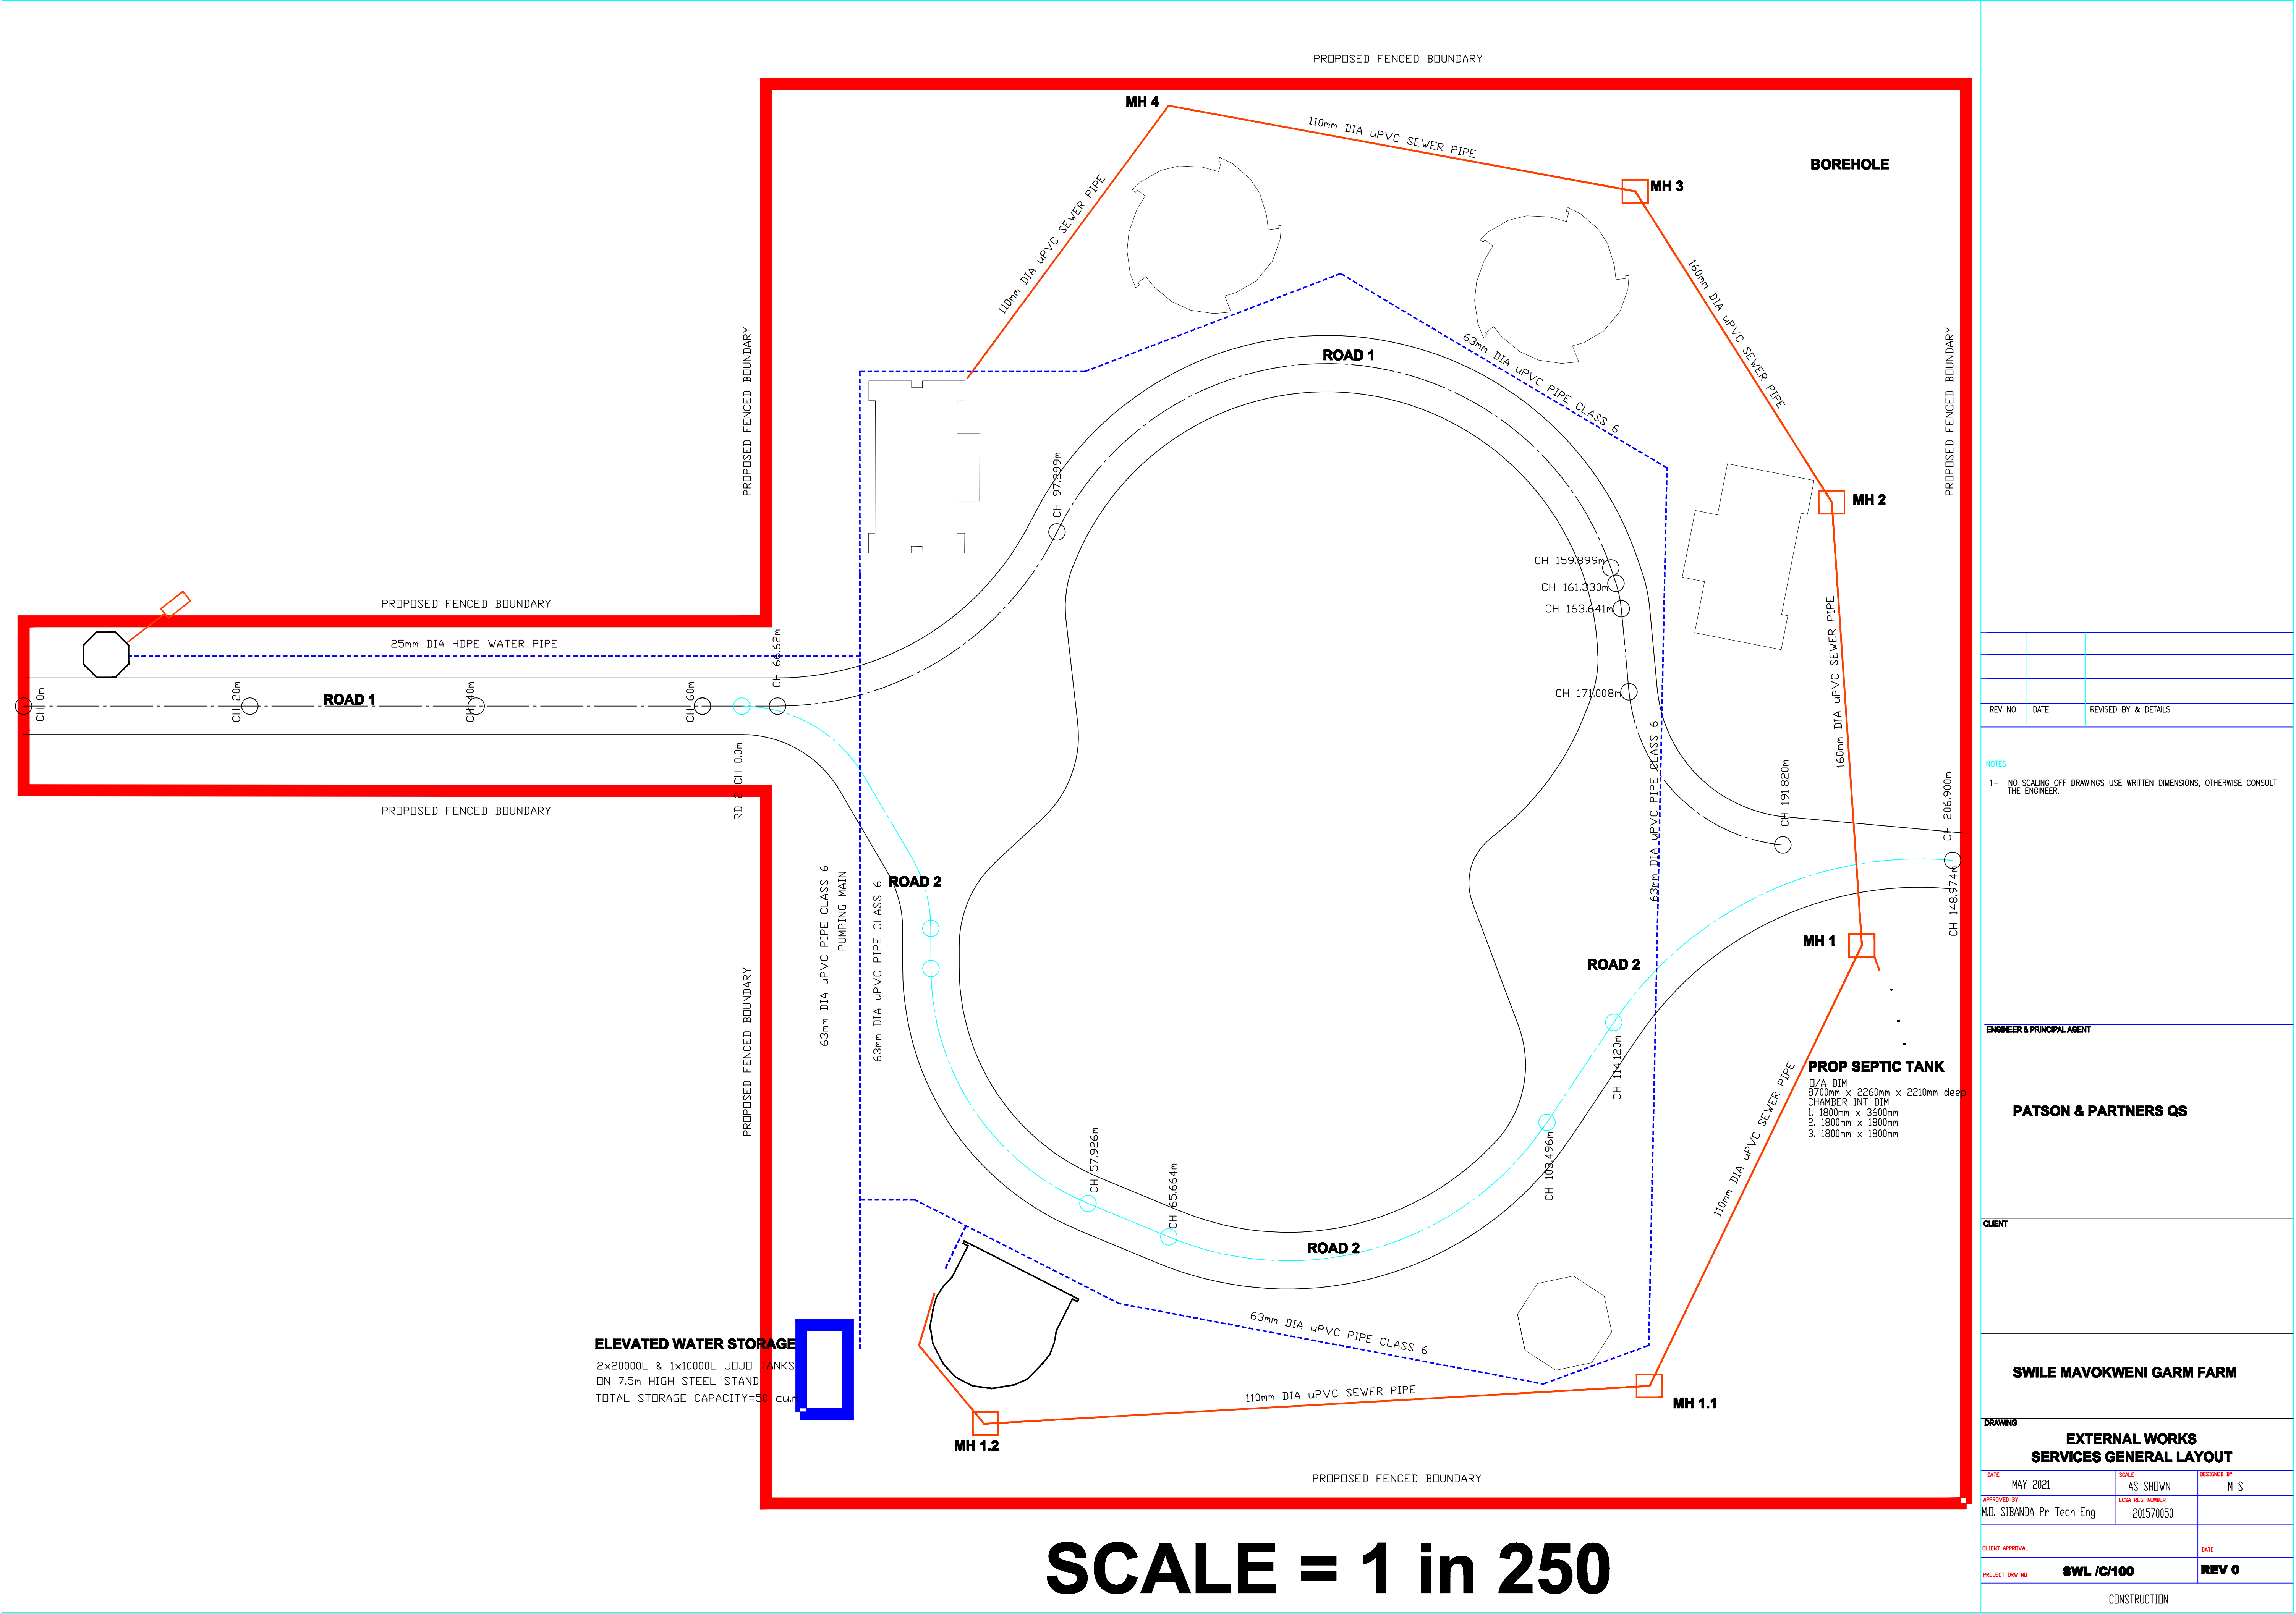 PROPOSED FENCED BOUNDARY
MH 4
110mm DIA uPVC SEWER PIPE
MH 3
BOREHOLE
110mm DIA uPVC SEWER PIPE
160mm DIA uPVC SEWER PIPE
ROAD 1
63mm DIA uPVC PIPE CLASS 6
PROPOSED FENCED BOUNDARY
PROPOSED FENCED BOUNDARY
CH 97.899m
MH 2
CH 159.899m
CH 161.330m
CH 163.641m
PROPOSED FENCED BOUNDARY
25mm DIA HDPE WATER PIPE
160mm DIA uPVC SEWER PIPE
CH 0m
CH 20m
ROAD 1
CH 40m
CH 60m
CH 66.62m
CH 171.008m
RD 2 CH 0.0m
63mm DIA uPVC PIPE CLASS 6
CH 191.820m
CH 206.900m
PROPOSED FENCED BOUNDARY
ROAD 2
63mm DIA uPVC PIPE CLASS 6
PUMPING MAIN
63mm DIA uPVC PIPE CLASS 6
CH 148.974m
MH 1
ROAD 2
PROPOSED FENCED BOUNDARY
CH 114.120m
PROP SEPTIC TANK
O/A DIM
8700mm x 2260mm x 2210mm deep
CHAMBER INT DIM
1. 1800mm x 3600mm
2. 1800mm x 1800mm
3. 1800mm x 1800mm
110mm DIA uPVC SEWER PIPE
CH 57.926m
CH 65.664m
CH 103.496m
ROAD 2
ELEVATED WATER STORAGE
2x20000L & 1x10000L JOJO TANKS
ON 7.5m HIGH STEEL STAND
TOTAL STORAGE CAPACITY=50 cu.m
63mm DIA uPVC PIPE CLASS 6
110mm DIA uPVC SEWER PIPE
MH 1.1
MH 1.2
PROPOSED FENCED BOUNDARY
SCALE = 1 in 250
REV NO DATE REVISED BY & DETAILS
NOTES
1- NO SCALING OFF DRAWINGS USE WRITTEN DIMENSIONS, OTHERWISE CONSULT
THE ENGINEER.
ENGINEER & PRINCIPAL AGENT
PATSON & PARTNERS QS
CLIENT
SWILE MAVOKWENI GARM FARM
DRAWING
EXTERNAL WORKS
SERVICES GENERAL LAYOUT
DATE SCALE DESIGNED BY
MAY 2021 AS SHOWN M S
APPROVED BY ECSA REG. NUMBER
M.O. SIBANDA Pr Tech Eng 201570050
CLIENT APPROVAL DATE
PROJECT DRW NO SWL /C/100 REV 0
CONSTRUCTION